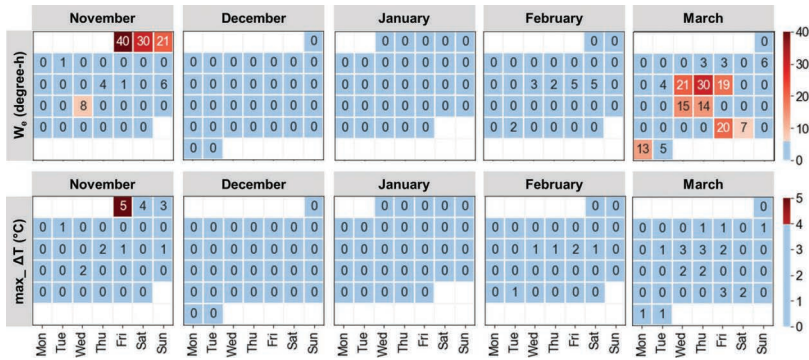 November December January February March
Wₑ (degree-h)
40 30 21 0 0 0 0 0 0 0 0 0
0 1 0 0 0 0 0 0 0 0 0 0 0 0 0 0 0 0 0 0 0 0 0 0 0 0 0 0 0 0 0 3 3 0 6
0 0 0 4 1 0 6 0 0 0 0 0 0 0 0 0 0 0 0 0 0 0 0 3 2 5 5 0 0 4 21 30 19 0 0
0 0 8 0 0 0 0 0 0 0 0 0 0 0 0 0 0 0 0 0 0 0 0 0 0 0 0 0 0 0 15 14 0 0 0
0 0 0 0 0 0 0 0 0 0 0 0 0 0 0 0 0 0 0 2 0 0 0 0 0 0 0 0 20 7 0
0 0 13 5
40
30
20
10
0
November December January February March
max_ ΔT (°C)
5 4 3 0 0 0 0 0 0 0 0 0
0 1 0 0 0 0 0 0 0 0 0 0 0 0 0 0 0 0 0 0 0 0 0 0 0 0 0 0 0 0 0 1 1 0 1
0 0 0 2 1 0 1 0 0 0 0 0 0 0 0 0 0 0 0 0 0 0 0 1 1 2 1 0 0 1 3 3 2 0 0
0 0 2 0 0 0 0 0 0 0 0 0 0 0 0 0 0 0 0 0 0 0 0 0 0 0 0 0 0 0 2 2 0 0 0
0 0 0 0 0 0 0 0 0 0 0 0 0 0 0 0 0 0 0 1 0 0 0 0 0 0 0 0 3 2 0
0 0 1 1
5
4
3
2
1
0
Mon Tue Wed Thu Fri Sat Sun Mon Tue Wed Thu Fri Sat Sun Mon Tue Wed Thu Fri Sat Sun Mon Tue Wed Thu Fri Sat Sun Mon Tue Wed Thu Fri Sat Sun